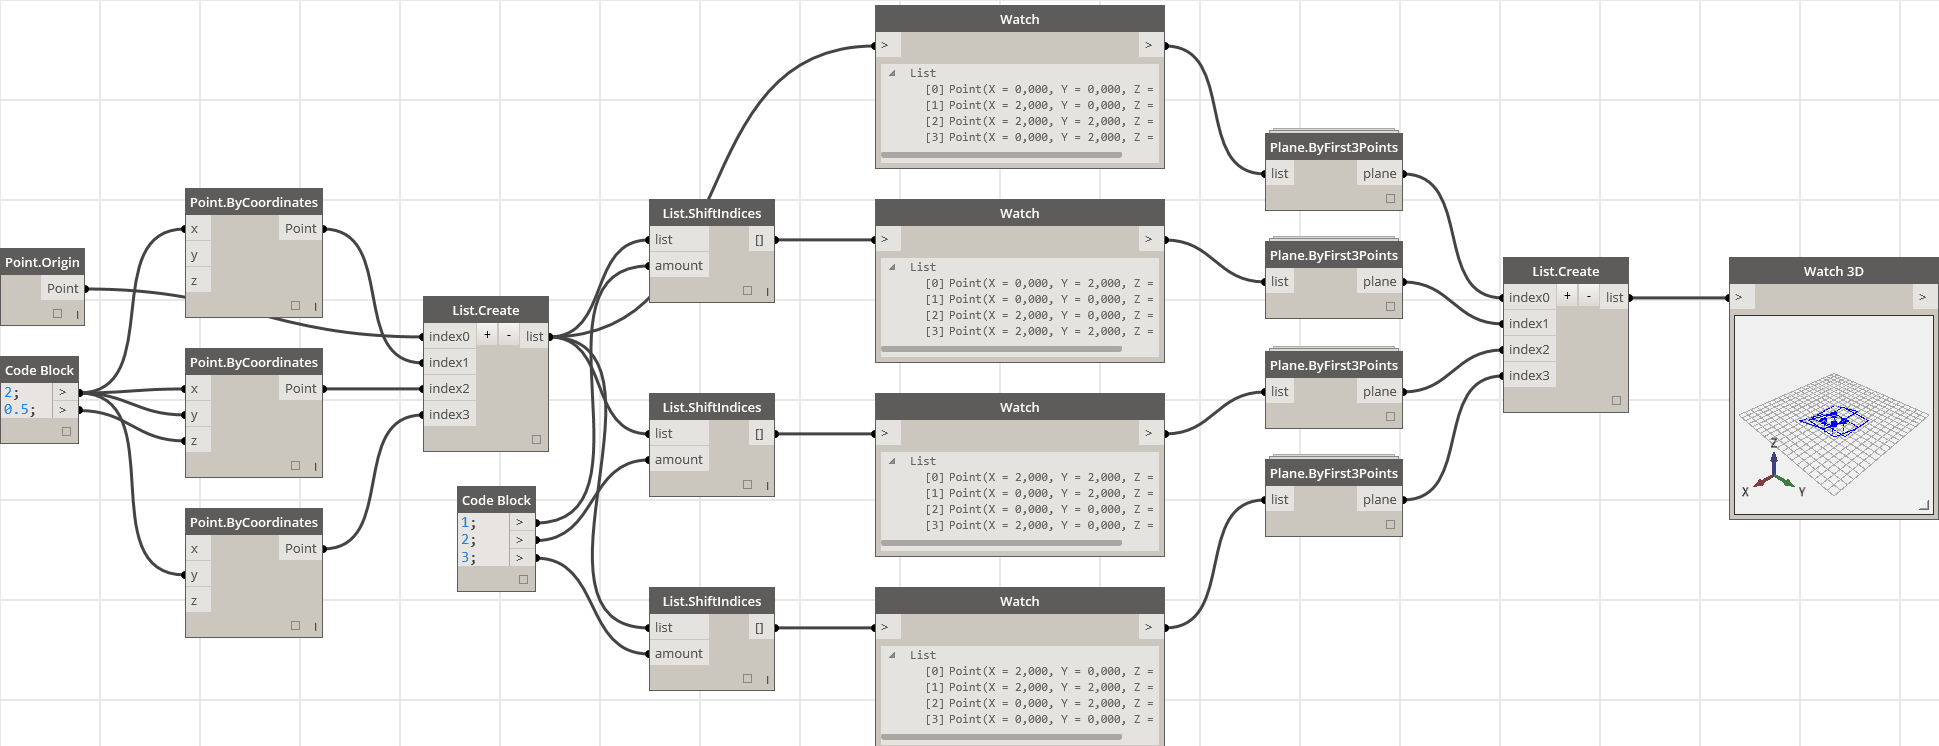 Point.Origin
Point
Code Block
2; >
0.5; >
Point.ByCoordinates
x Point
y
z
Point.ByCoordinates
x Point
y
z
Point.ByCoordinates
x Point
y
z
List.Create
index0 + - list
index1
index2
index3
Code Block
1; >
2; >
3; >
List.ShiftIndices
list []
amount
List.ShiftIndices
list []
amount
List.ShiftIndices
list []
amount
Watch
> >
List
[0] Point(X = 0,000, Y = 0,000, Z =
[1] Point(X = 2,000, Y = 0,000, Z =
[2] Point(X = 2,000, Y = 2,000, Z =
[3] Point(X = 0,000, Y = 2,000, Z =
Watch
> >
List
[0] Point(X = 0,000, Y = 2,000, Z =
[1] Point(X = 0,000, Y = 0,000, Z =
[2] Point(X = 2,000, Y = 0,000, Z =
[3] Point(X = 2,000, Y = 2,000, Z =
Watch
> >
List
[0] Point(X = 2,000, Y = 2,000, Z =
[1] Point(X = 0,000, Y = 2,000, Z =
[2] Point(X = 0,000, Y = 0,000, Z =
[3] Point(X = 2,000, Y = 0,000, Z =
Watch
> >
List
[0] Point(X = 2,000, Y = 0,000, Z =
[1] Point(X = 2,000, Y = 2,000, Z =
[2] Point(X = 0,000, Y = 2,000, Z =
[3] Point(X = 0,000, Y = 0,000, Z =
Plane.ByFirst3Points
list plane
Plane.ByFirst3Points
list plane
Plane.ByFirst3Points
list plane
Plane.ByFirst3Points
list plane
List.Create
index0 + - list
index1
index2
index3
Watch 3D
> >
Z
X Y